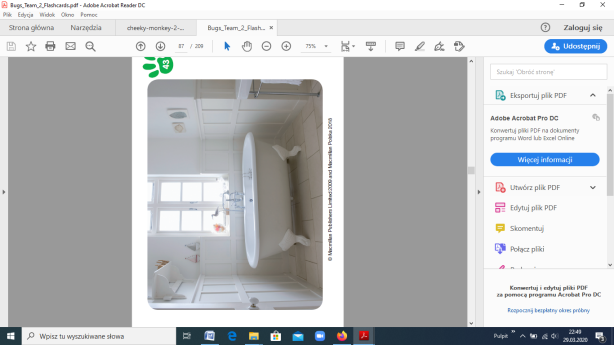 Bugs_Team_2_Flashcards.pdf - Adobe Acrobat Reader DC
Plik Edycja Widok Okno Pomoc
Strona główna Narzędzia cheeky-monkey-2-... Bugs_Team_2_Flash... × Zaloguj się
87 / 209 75% Udostępnij
43
© Macmillan Publishers Limited 2009 and Macmillan Polska 2016
Szukaj 'Obróć stronę'
Eksportuj plik PDF
Adobe Acrobat Pro DC
Konwertuj pliki PDF na dokumenty
programu Word lub Excel Online
Więcej informacji
Utwórz plik PDF
Edytuj plik PDF
Skomentuj
Połącz pliki
Konwertuj i edytuj pliki PDF
za pomocą programu Acrobat Pro DC
Rozpocznij bezpłatny okres próbny
Wpisz tu wyszukiwane słowa
Pulpit
22:40
29.03.2020